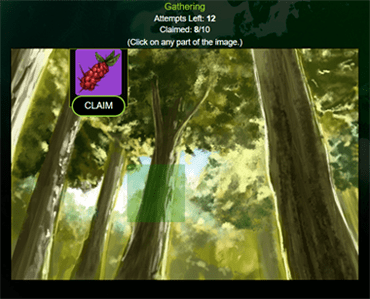 Gathering
Attempts Left: 12
Claimed: 8/10
(Click on any part of the image.)
CLAIM